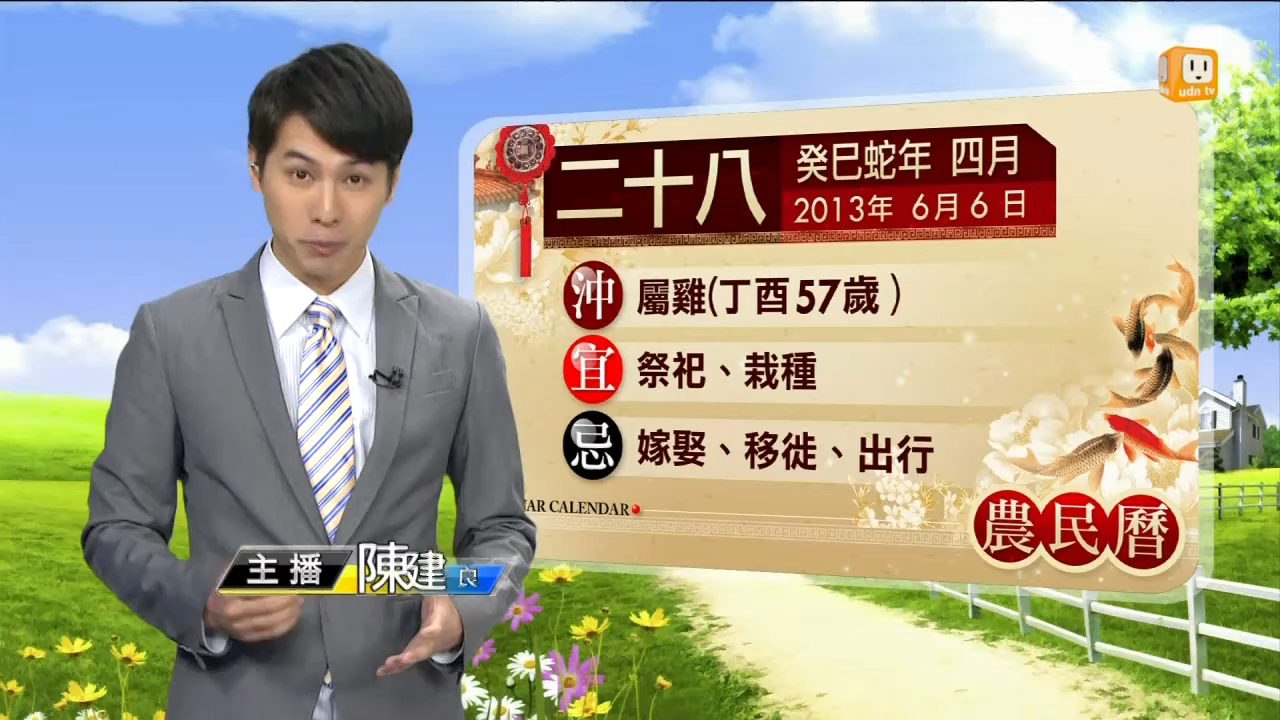 udn tv
二十八
癸巳蛇年 四月
2013年 6月6日
沖 屬雞(丁酉57歲)
宜 祭祀、栽種
忌 嫁娶、移徙、出行
NAR CALENDAR
農民曆
主播 陳建良